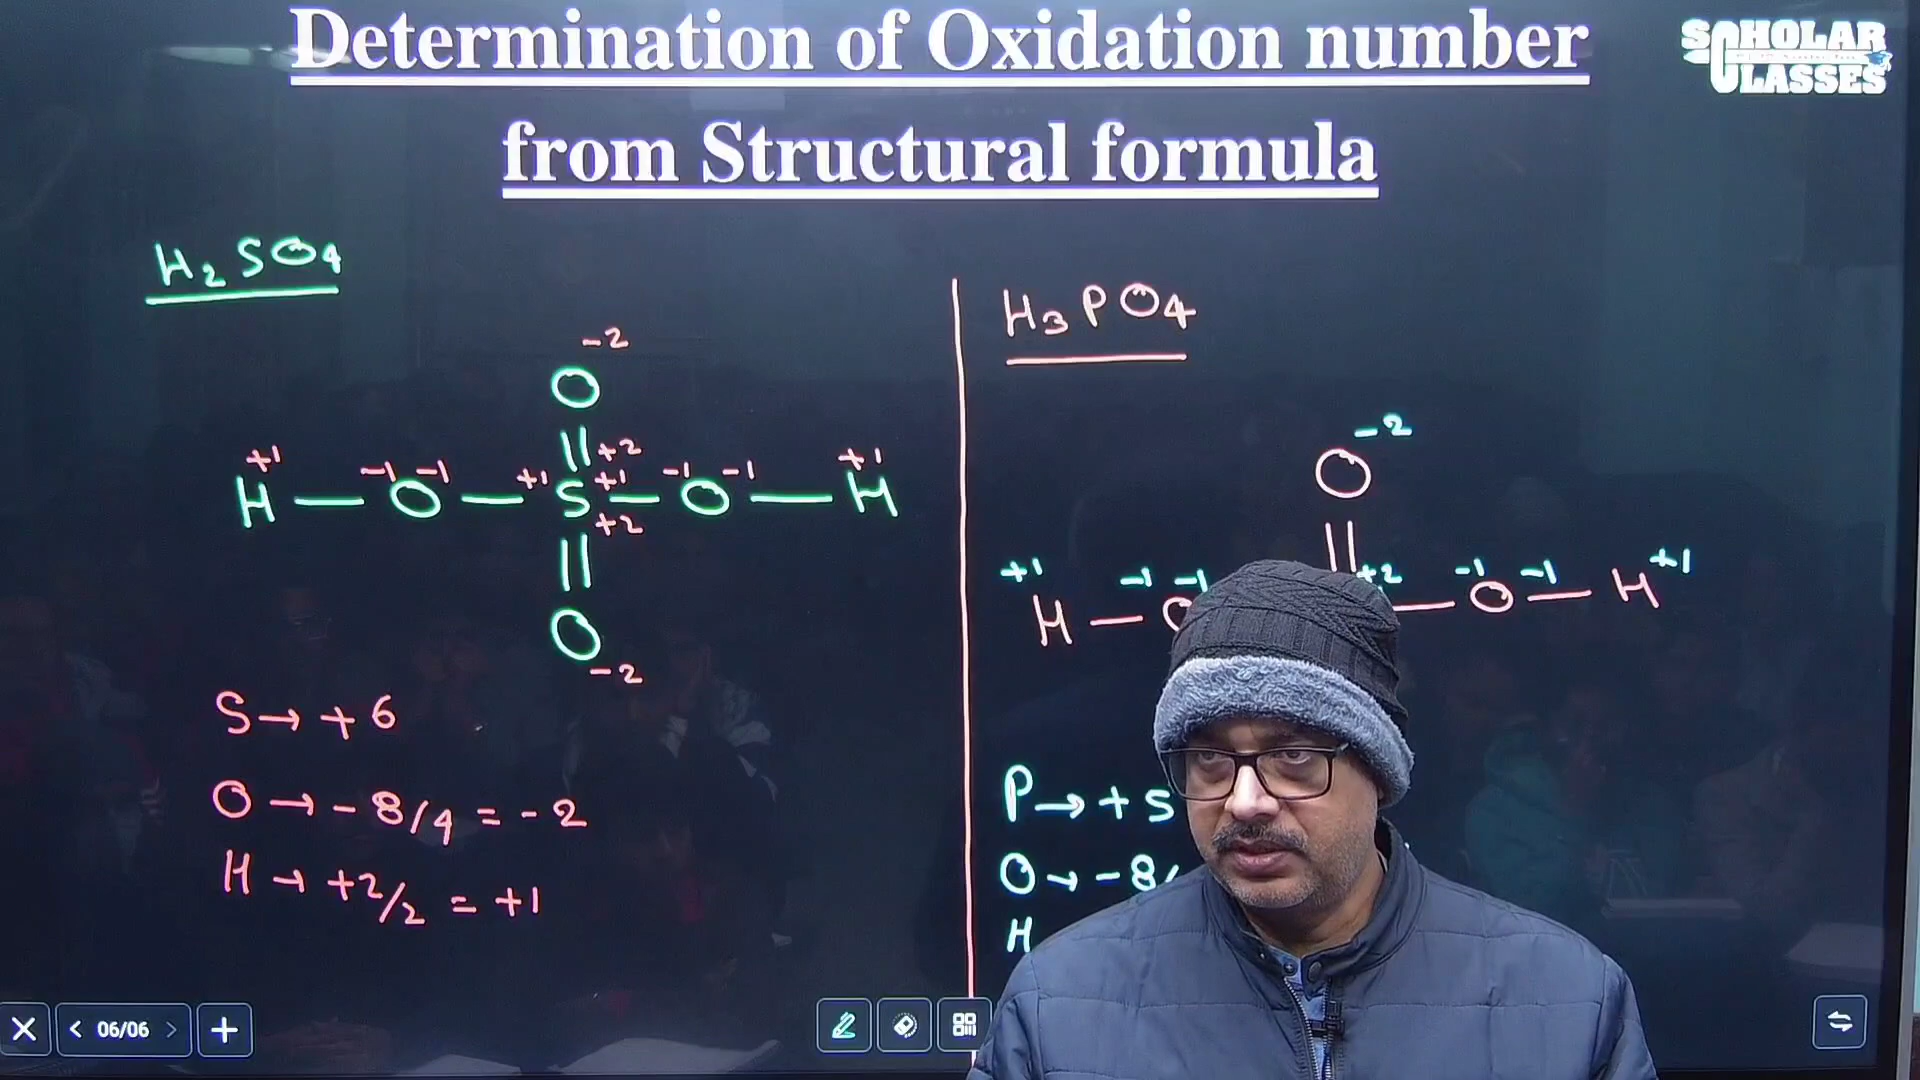 Determination of Oxidation number
from Structural formula
SCHOLAR
CLASSES
H2SO4
-2
O
+2
+1 -1 -1 +1 +1 -1 -1 +1
H — O — S — O — H
+2
O
-2
S → +6
O → -8/4 = -2
H → +2/2 = +1
H3PO4
-2
O
+1 -1 -1 +2 -1 -1 +1
H — O — O — H
P → +5
O → -8/
H
06/06